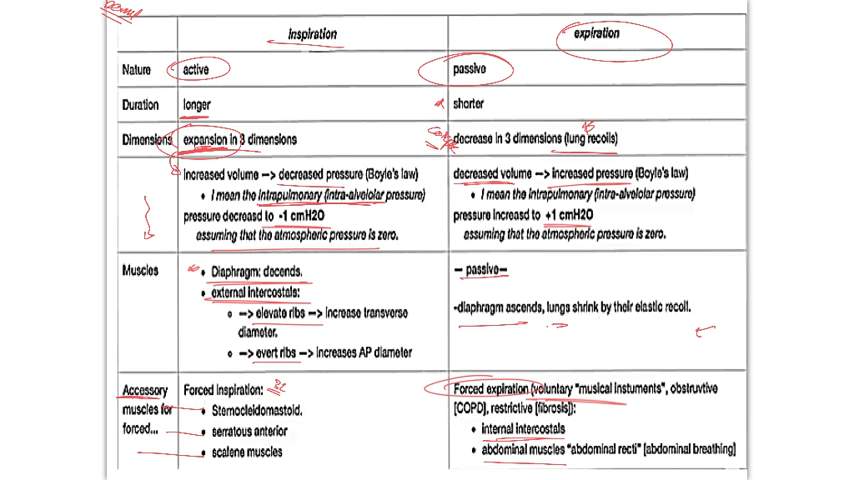 inspiration
expiration
Nature
active
passive
Duration
longer
shorter
Dimensions
expansion in 3 dimensions
decrease in 3 dimensions (lung recoils)
Increased volume —> decreased pressure (Boyle's law)
• I mean the intrapulmonary (intra-alvelolar pressure)
pressure decreasd to -1 cmH2O
assuming that the atmospheric pressure is zero.
decreased volume —> increased pressure (Boyle's law)
• I mean the intrapulmonary (intra-alvelolar pressure)
pressure increasd to +1 cmH2O
assuming that the atmospheric pressure is zero.
Muscles
• Diaphragm: decends.
• external intercostals:
○ —> elevate ribs —> increase transverse
diameter.
○ —> evert ribs —> increases AP diameter
— passive—
-diaphragm ascends, lungs shrink by their elastic recoil.
Accessory
muscles for
forced...
Forced inspiration:
• Sternocleidomastoid.
• serratous anterior
• scalene muscles
Forced expiration (voluntary "musical instuments", obstruvtive
[COPD], restrictive [fibrosis]):
• internal intercostals
• abdominal muscles "abdominal recti" [abdominal breathing]